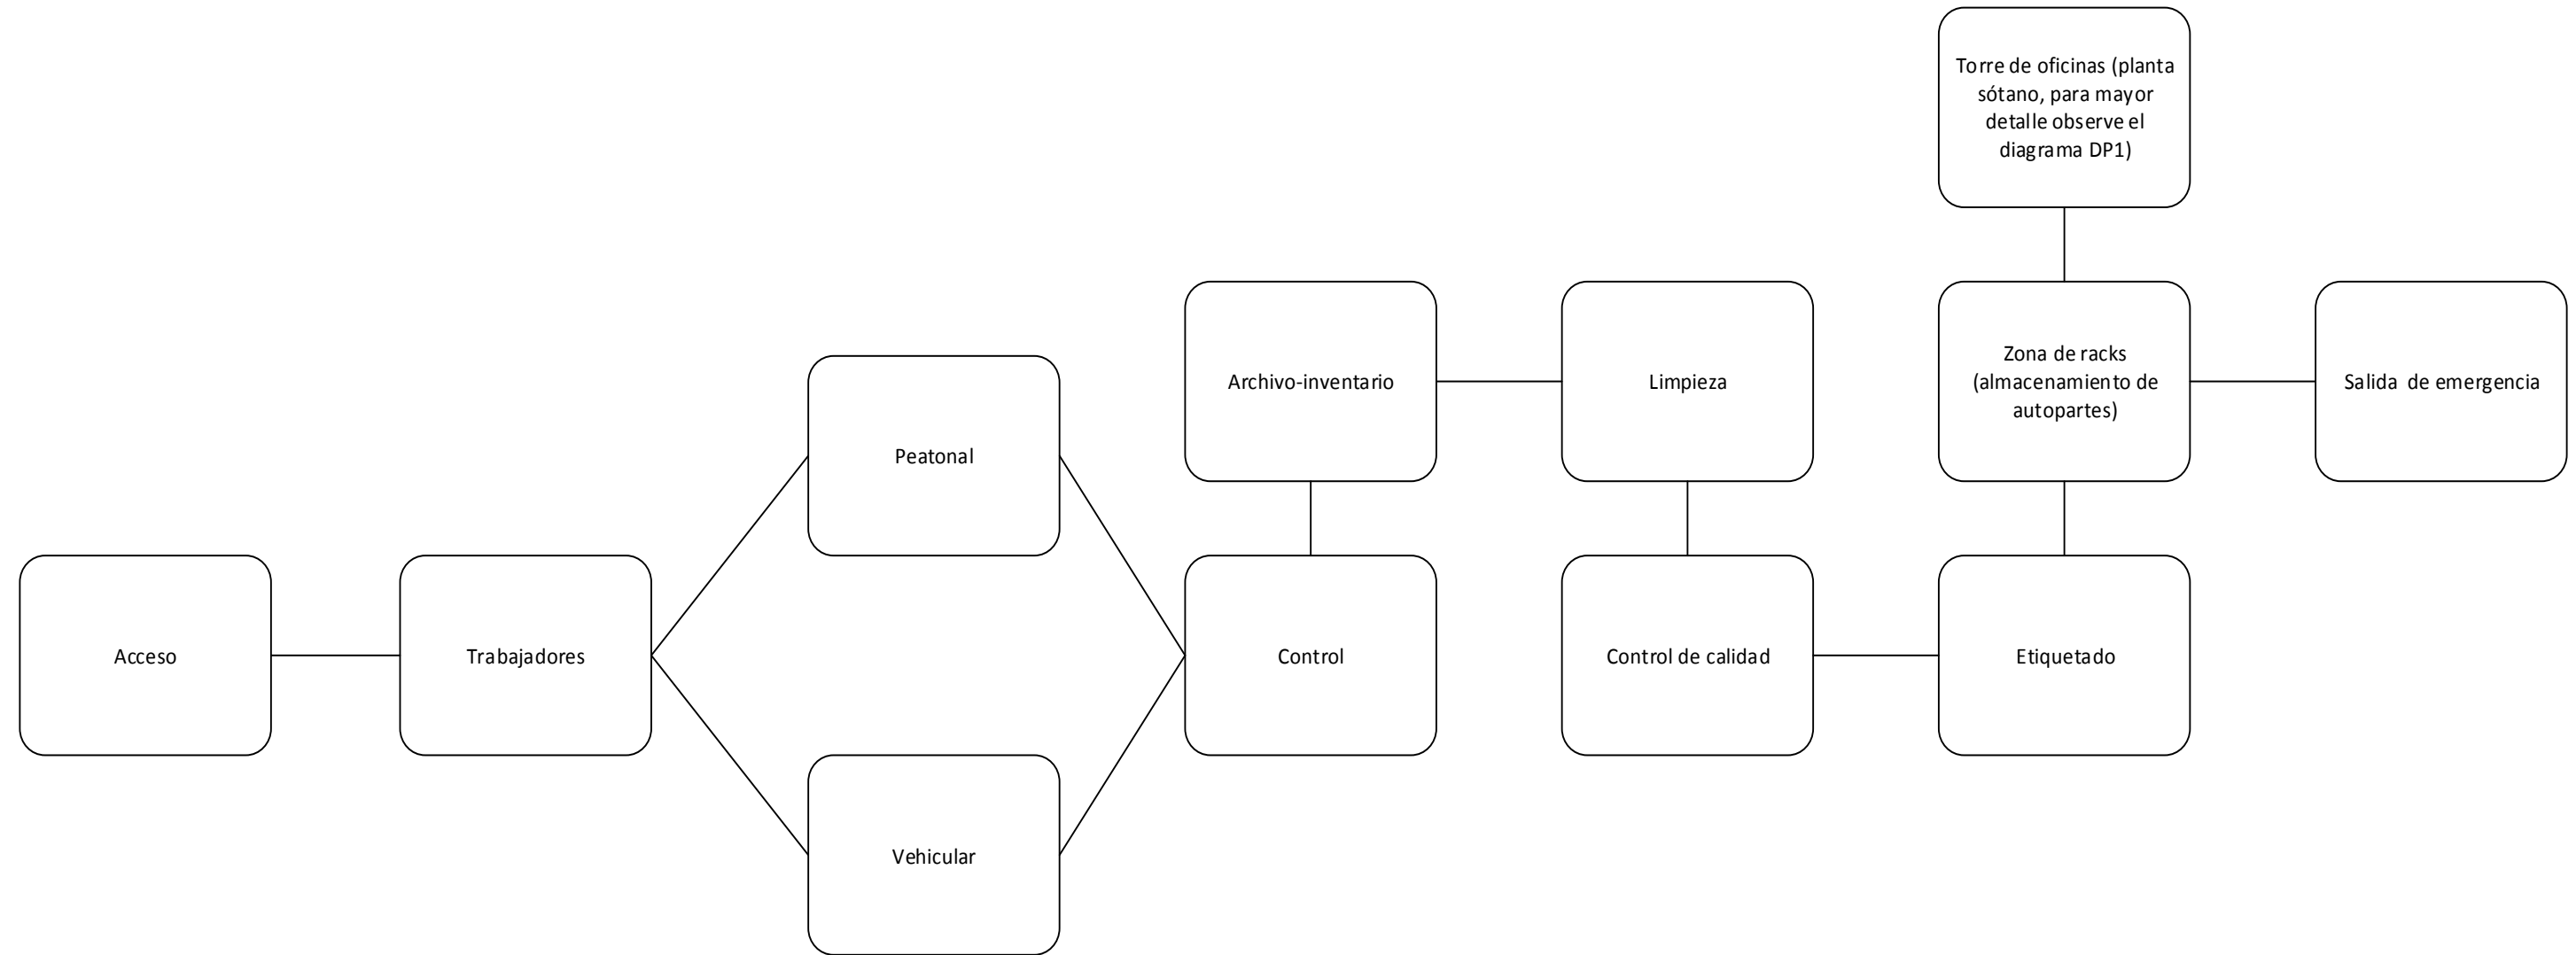 Torre de oficinas (planta
sótano, para mayor
detalle observe el
diagrama DP1)
Archivo-inventario
Limpieza
Zona de racks
(almacenamiento de
autopartes)
Salida de emergencia
Peatonal
Acceso
Trabajadores
Control
Control de calidad
Etiquetado
Vehicular